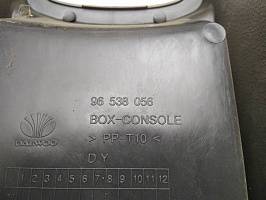 96 538 056
BOX-CONSOLE
> PP-T10 <
DAEWOO
DY
1 2 3 4 5 6 7 8 9 10 11 12